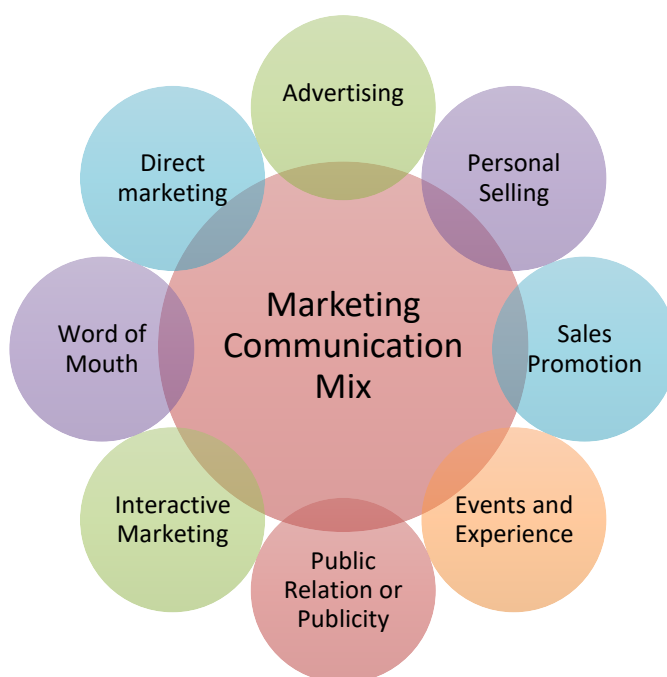 Advertising
Personal
Selling
Sales
Promotion
Events and
Experience
Public
Relation or
Publicity
Interactive
Marketing
Word of
Mouth
Direct
marketing
Marketing
Communication
Mix